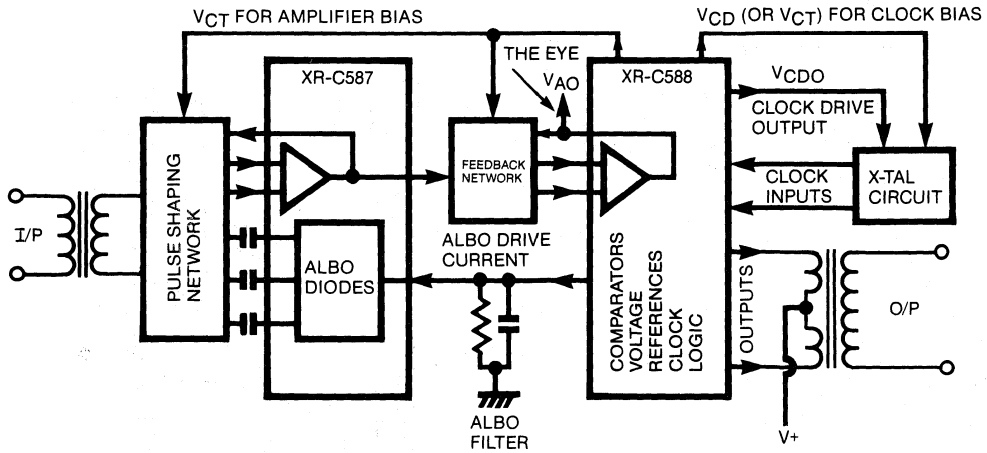 VCT FOR AMPLIFIER BIAS
VCD (OR VCT) FOR CLOCK BIAS
THE EYE
VAO
XR-C587
XR-C588
VCDO
CLOCK DRIVE
OUTPUT
I/P
PULSE SHAPING
NETWORK
FEEDBACK
NETWORK
CLOCK
INPUTS
X-TAL
CIRCUIT
ALBO
DIODES
ALBO DRIVE
CURRENT
COMPARATORS
VOLTAGE
REFERENCES
CLOCK
LOGIC
OUTPUTS
O/P
ALBO
FILTER
V+